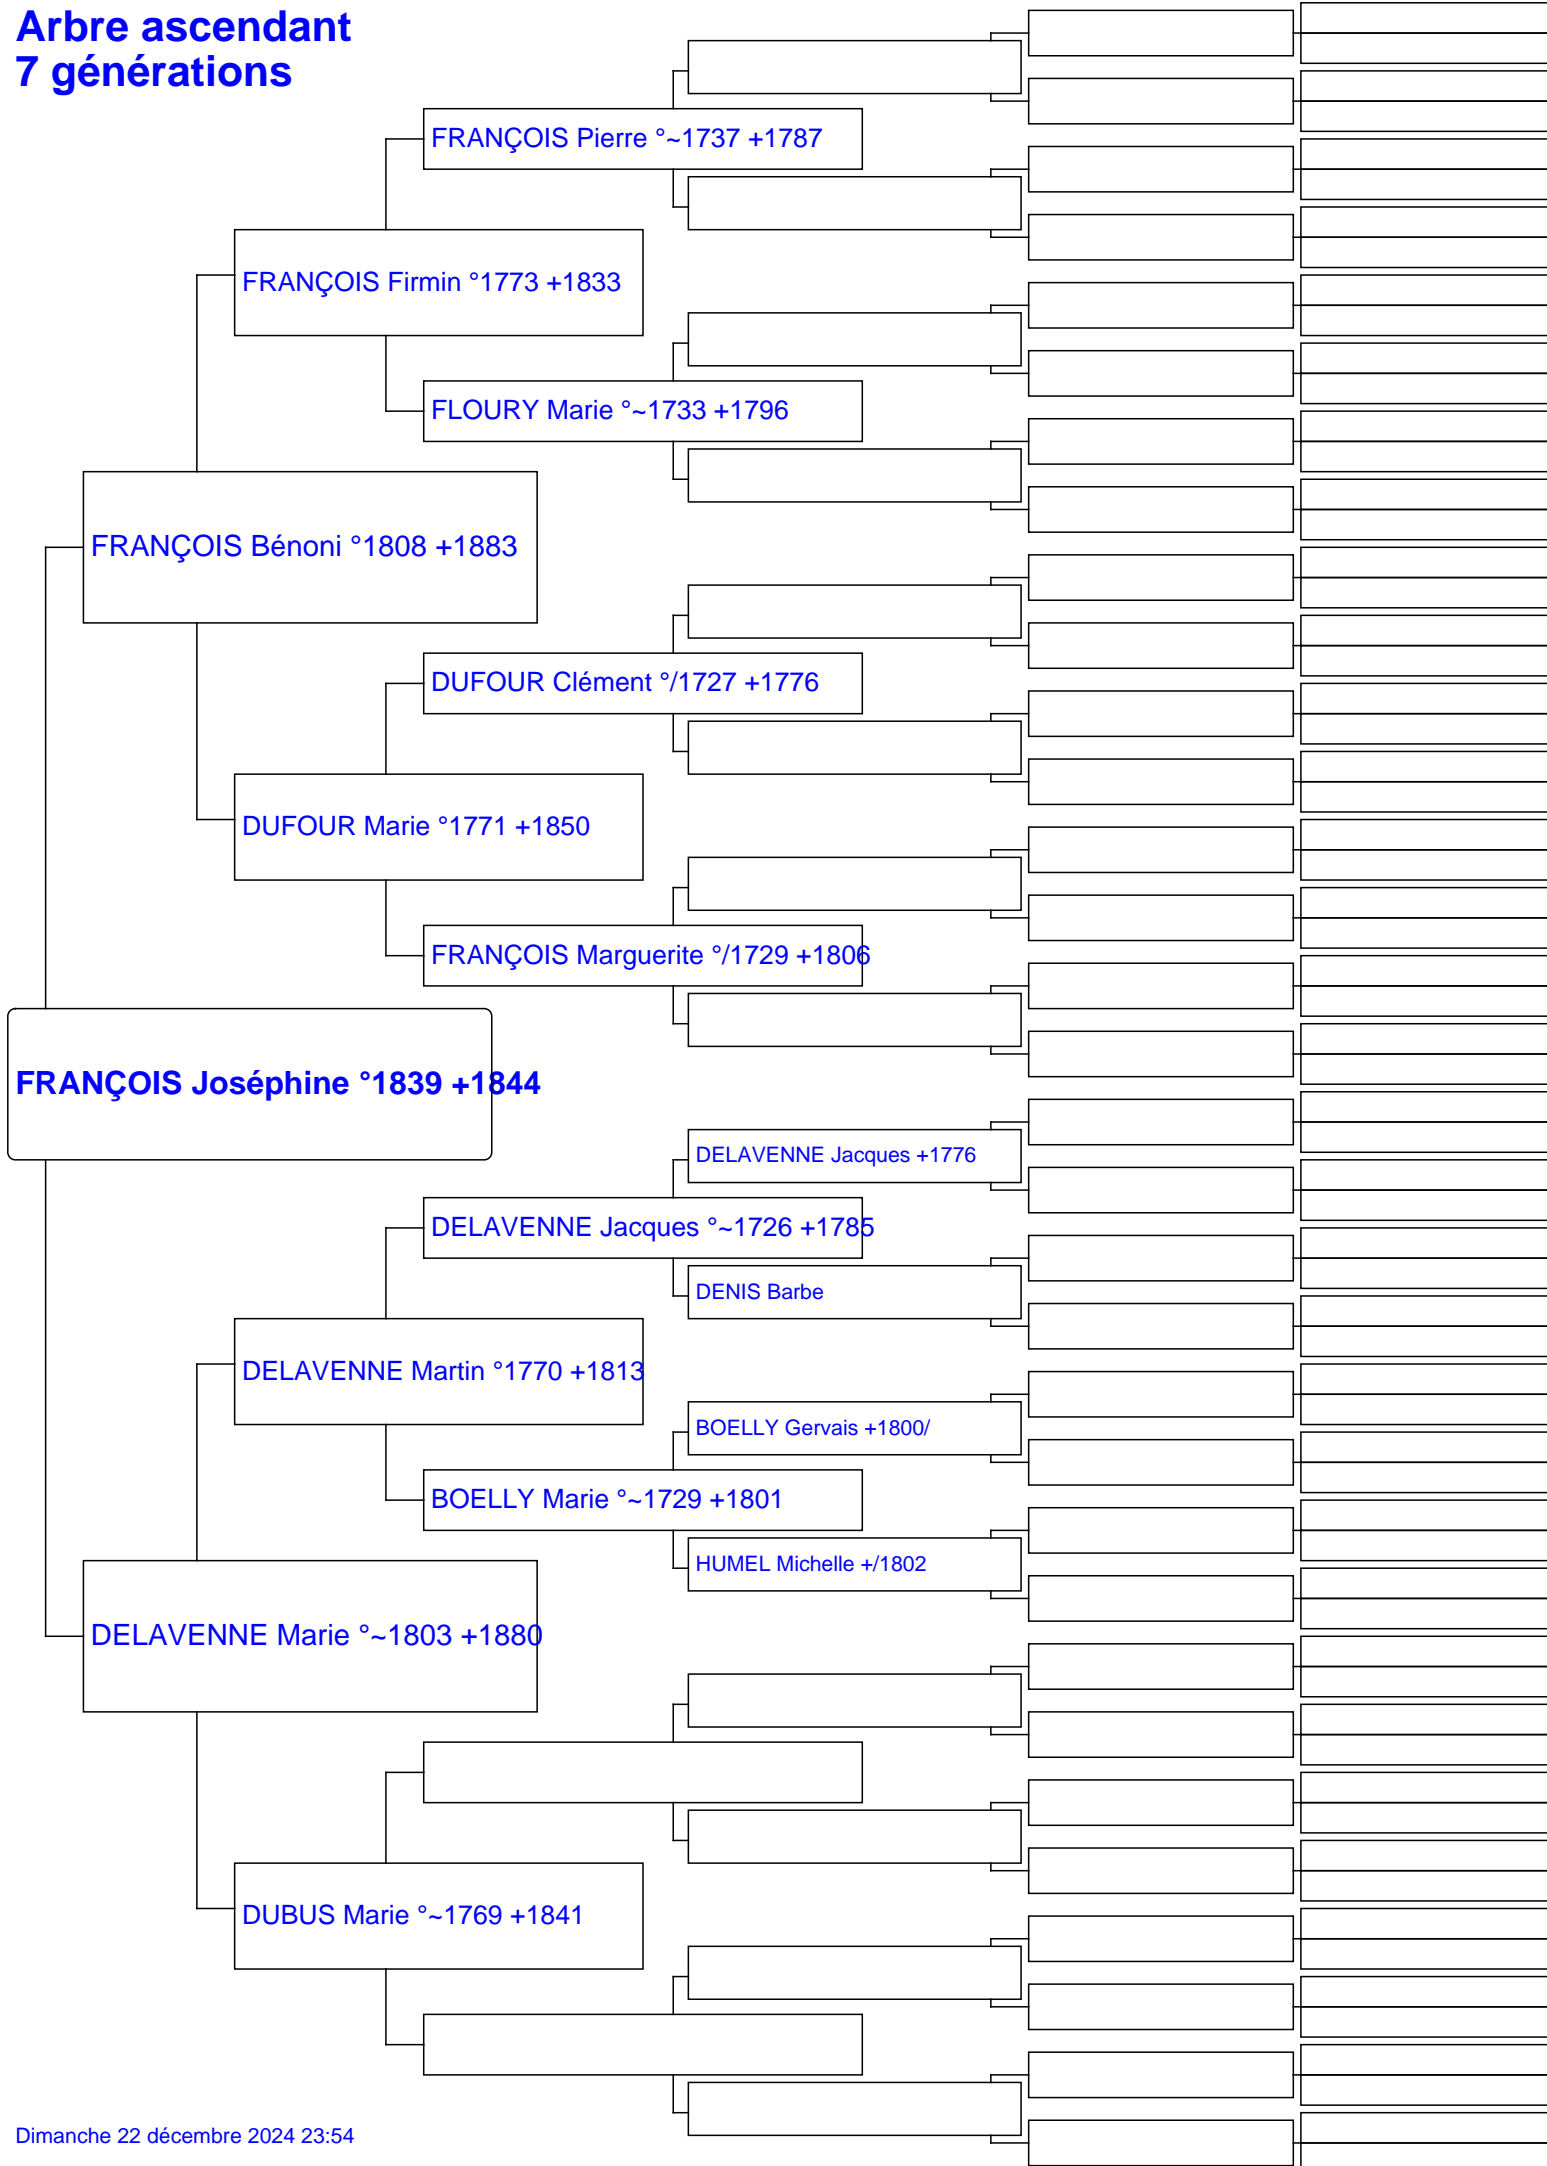 Arbre ascendant
7 générations
FRANÇOIS Pierre °~1737 +1787
FRANÇOIS Firmin °1773 +1833
FLOURY Marie °~1733 +1796
FRANÇOIS Bénoni °1808 +1883
DUFOUR Clément °/1727 +1776
DUFOUR Marie °1771 +1850
FRANÇOIS Marguerite °/1729 +1806
FRANÇOIS Joséphine °1839 +1844
DELAVENNE Jacques +1776
DELAVENNE Jacques °~1726 +1785
DENIS Barbe
DELAVENNE Martin °1770 +1813
BOELLY Gervais +1800/
BOELLY Marie °~1729 +1801
HUMEL Michelle +/1802
DELAVENNE Marie °~1803 +1880
DUBUS Marie °~1769 +1841
Dimanche 22 décembre 2024 23:54